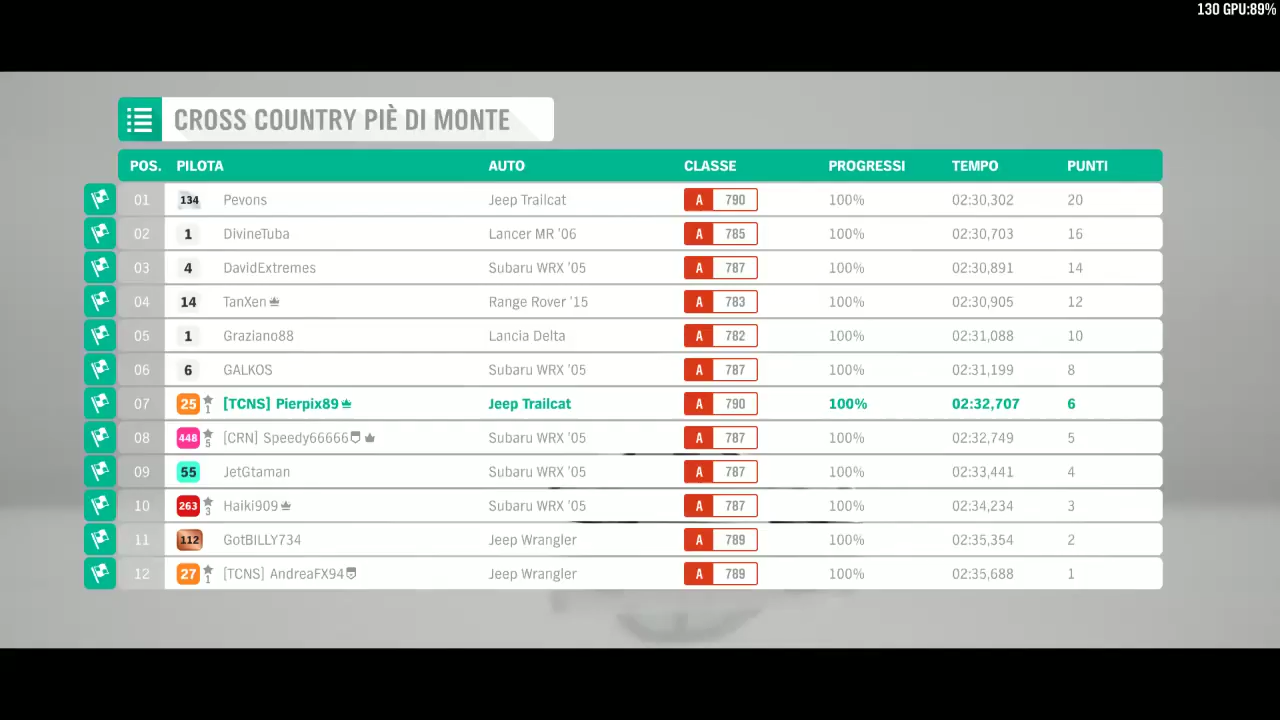 130 GPU:89%
CROSS COUNTRY PIÈ DI MONTE
POS. PILOTA AUTO CLASSE PROGRESSI TEMPO PUNTI
01 134 Pevons Jeep Trailcat A 790 100% 02:30,302 20
02 1 DivineTuba Lancer MR '06 A 785 100% 02:30,703 16
03 4 DavidExtremes Subaru WRX '05 A 787 100% 02:30,891 14
04 14 TanXen Range Rover '15 A 783 100% 02:30,905 12
05 1 Graziano88 Lancia Delta A 782 100% 02:31,088 10
06 6 GALKOS Subaru WRX '05 A 787 100% 02:31,199 8
07 25 1 [TCNS] Pierpix89 Jeep Trailcat A 790 100% 02:32,707 6
08 448 5 [CRN] Speedy66666 Subaru WRX '05 A 787 100% 02:32,749 5
09 55 JetGtaman Subaru WRX '05 A 787 100% 02:33,441 4
10 263 3 Haiki909 Subaru WRX '05 A 787 100% 02:34,234 3
11 112 GotBILLY734 Jeep Wrangler A 789 100% 02:35,354 2
12 27 1 [TCNS] AndreaFX94 Jeep Wrangler A 789 100% 02:35,688 1